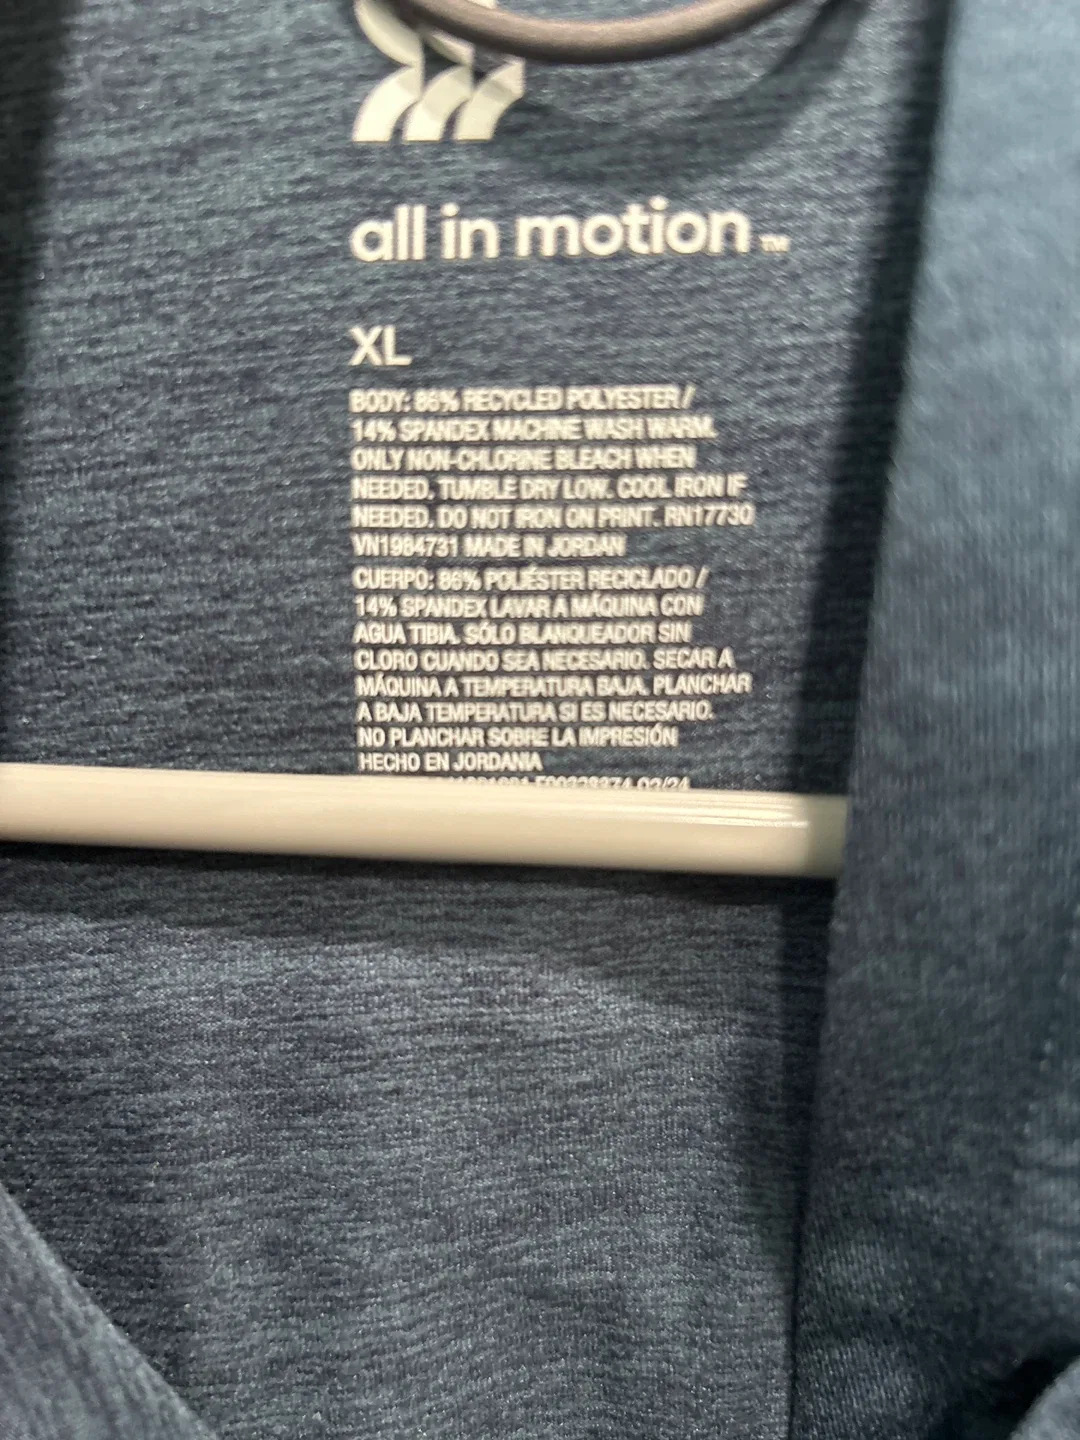 all in motion™
XL
BODY: 86% RECYCLED POLYESTER /
14% SPANDEX MACHINE WASH WARM.
ONLY NON-CHLORINE BLEACH WHEN
NEEDED. TUMBLE DRY LOW. COOL IRON IF
NEEDED. DO NOT IRON ON PRINT. RN17730
VN1984731 MADE IN JORDAN
CUERPO: 86% POLIÉSTER RECICLADO /
14% SPANDEX LAVAR A MÁQUINA CON
AGUA TIBIA. SÓLO BLANQUEADOR SIN
CLORO CUANDO SEA NECESARIO. SECAR A
MÁQUINA A TEMPERATURA BAJA. PLANCHAR
A BAJA TEMPERATURA SI ES NECESARIO.
NO PLANCHAR SOBRE LA IMPRESIÓN
HECHO EN JORDANIA